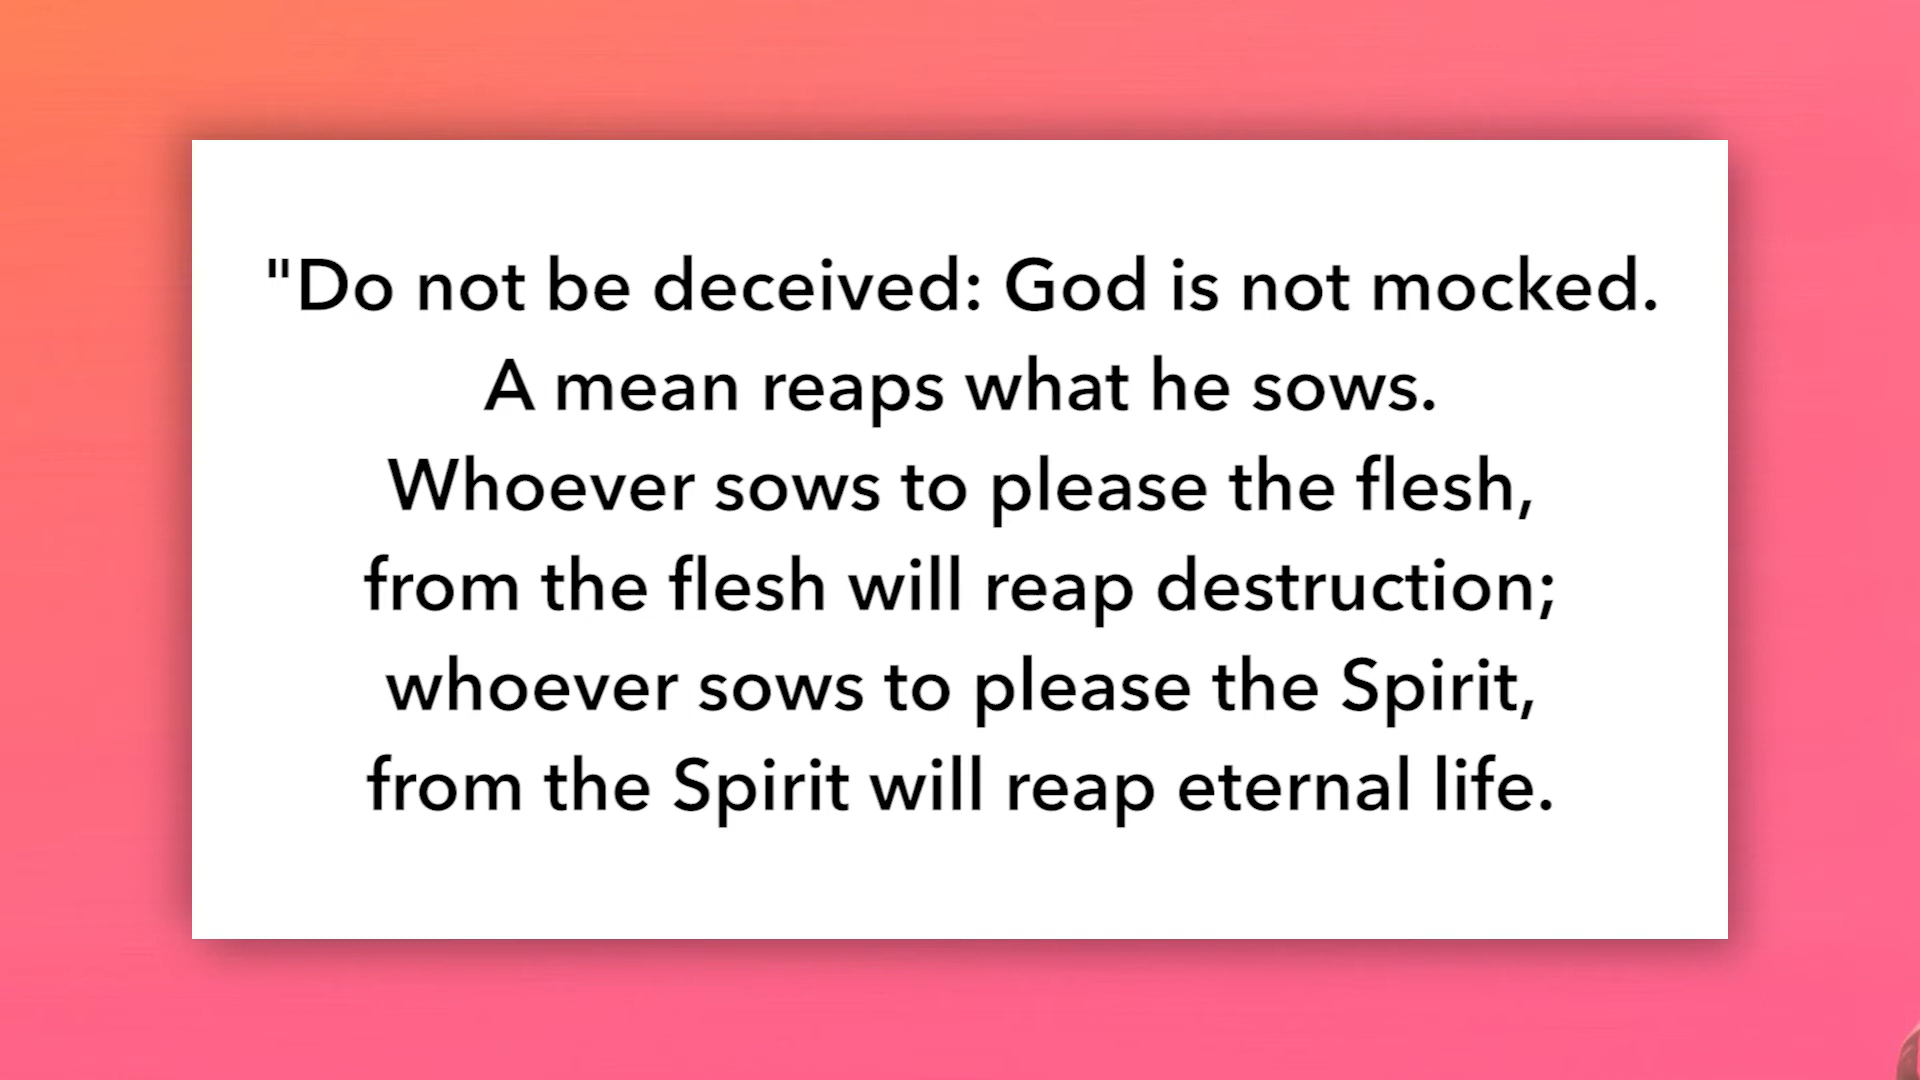 "Do not be deceived: God is not mocked.
A mean reaps what he sows.
Whoever sows to please the flesh,
from the flesh will reap destruction;
whoever sows to please the Spirit,
from the Spirit will reap eternal life.